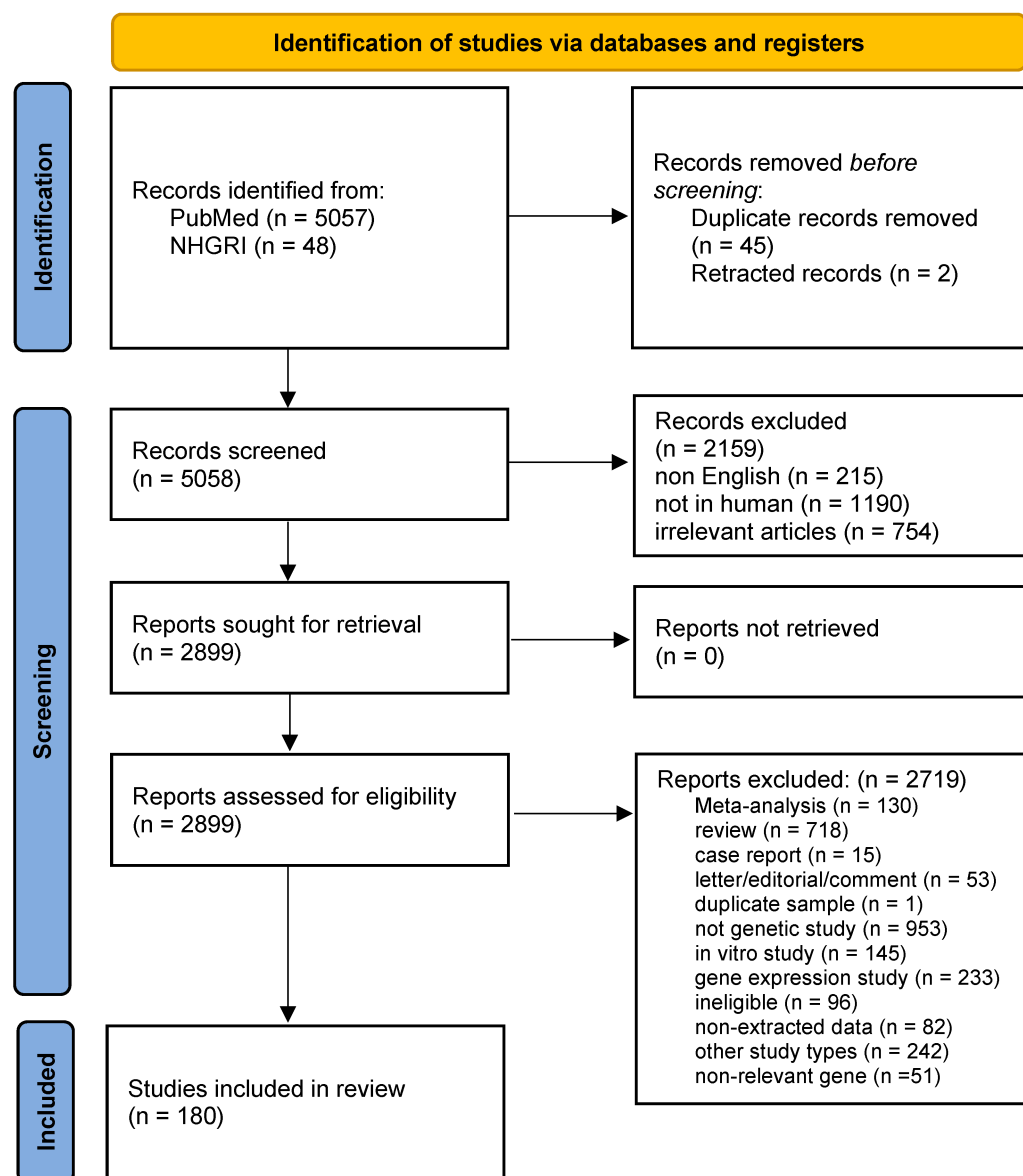 Identification of studies via databases and registers
Identification
Records identified from:
PubMed (n = 5057)
NHGRI (n = 48)
Records removed before
screening:
Duplicate records removed
(n = 45)
Retracted records (n = 2)
Screening
Records screened
(n = 5058)
Records excluded
(n = 2159)
non English (n = 215)
not in human (n = 1190)
irrelevant articles (n = 754)
Reports sought for retrieval
(n = 2899)
Reports not retrieved
(n = 0)
Reports assessed for eligibility
(n = 2899)
Reports excluded: (n = 2719)
Meta-analysis (n = 130)
review (n = 718)
case report (n = 15)
letter/editorial/comment (n = 53)
duplicate sample (n = 1)
not genetic study (n = 953)
in vitro study (n = 145)
gene expression study (n = 233)
ineligible (n = 96)
non-extracted data (n = 82)
other study types (n = 242)
non-relevant gene (n =51)
Included
Studies included in review
(n = 180)